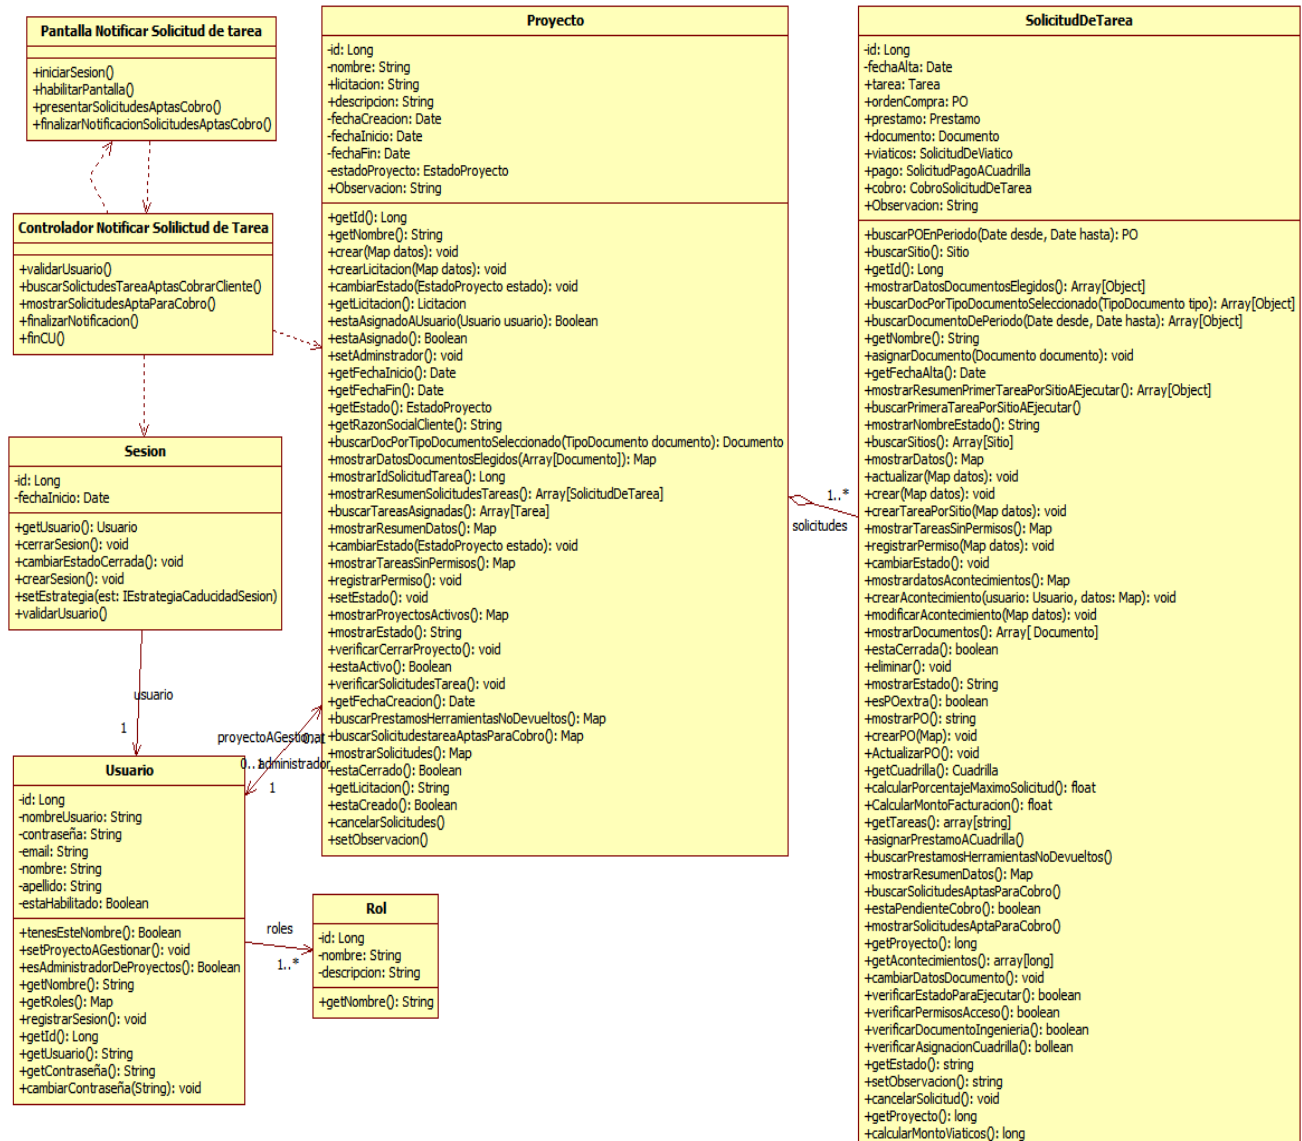 Pantalla Notificar Solicitud de tarea
+iniciarSesion()
+habilitarPantalla()
+presentarSolicitudesAptasCobro()
+finalizarNotificacionSolicitudesAptasCobro()
Controlador Notificar Solilictud de Tarea
+validarUsuario()
+buscarSolictudesTareaAptasCobrarCliente()
+mostrarSolicitudesAptaParaCobro()
+finalizarNotificacion()
+finCU()
Sesion
-id: Long
-fechaInicio: Date
+getUsuario(): Usuario
+cerrarSesion(): void
+cambiarEstadoCerrada(): void
+crearSesion(): void
+setEstrategia(est: IEstrategiaCaducidadSesion)
+validarUsuario()
usuario
1
Usuario
-id: Long
-nombreUsuario: String
-contraseña: String
-email: String
-nombre: String
-apellido: String
-estaHabilitado: Boolean
+tenesEsteNombre(): Boolean
+setProyectoAGestionar(): void
+esAdministradorDeProyectos(): Boolean
+getNombre(): String
+getRoles(): Map
+registrarSesion(): void
+getId(): Long
+getUsuario(): String
+getContraseña(): String
+cambiarContraseña(String): void
proyectoAGestionar
administrador
1
roles
1..*
Rol
-id: Long
-nombre: String
-descripcion: String
+getNombre(): String
Proyecto
-id: Long
-nombre: String
+licitacion: String
+descripcion: String
-fechaCreacion: Date
-fechaInicio: Date
-fechaFin: Date
-estadoProyecto: EstadoProyecto
+Observacion: String
+getId(): Long
+getNombre(): String
+crear(Map datos): void
+crearLicitacion(Map datos): void
+cambiarEstado(EstadoProyecto estado): void
+getLicitacion(): Licitacion
+estaAsignadoAUsuario(Usuario usuario): Boolean
+estaAsignado(): Boolean
+setAdminstrador(): void
+getFechaInicio(): Date
+getFechaFin(): Date
+getEstado(): EstadoProyecto
+getRazonSocialCliente(): String
+buscarDocPorTipoDocumentoSeleccionado(TipoDocumento documento): Documento
+mostrarDatosDocumentosElegidos(Array[Documento]): Map
+mostrarIdSolicitudTarea(): Long
+mostrarResumenSolicitudesTareas(): Array[SolicitudDeTarea]
+buscarTareasAsignadas(): Array[Tarea]
+mostrarResumenDatos(): Map
+cambiarEstado(EstadoProyecto estado): void
+mostrarTareasSinPermisos(): Map
+registrarPermiso(): void
+setEstado(): void
+mostrarProyectosActivos(): Map
+mostrarEstado(): String
+verificarCerrarProyecto(): void
+estaActivo(): Boolean
+verificarSolicitudesTarea(): void
+getFechaCreacion(): Date
+buscarPrestamosHerramientasNoDevueltos(): Map
+buscarSolicitudestareaAptasParaCobro(): Map
+mostrarSolicitudes(): Map
+estaCerrado(): Boolean
+getLicitacion(): String
+estaCreado(): Boolean
+cancelarSolicitudes()
+setObservacion()
1..*
solicitudes
SolicitudDeTarea
-id: Long
-fechaAlta: Date
+tarea: Tarea
+ordenCompra: PO
+prestamo: Prestamo
+documento: Documento
+viaticos: SolicitudDeViatico
+pago: SolicitudPagoACuadrilla
+cobro: CobroSolicitudDeTarea
+Observacion: String
+buscarPOEnPeriodo(Date desde, Date hasta): PO
+buscarSitio(): Sitio
+getId(): Long
+mostrarDatosDocumentosElegidos(): Array[Object]
+buscarDocPorTipoDocumentoSeleccionado(TipoDocumento tipo): Array[Object]
+buscarDocumentoDePeriodo(Date desde, Date hasta): Array[Object]
+getNombre(): String
+asignarDocumento(Documento documento): void
+getFechaAlta(): Date
+mostrarResumenPrimerTareaPorSitioAEjecutar(): Array[Object]
+buscarPrimeraTareaPorSitioAEjecutar()
+mostrarNombreEstado(): String
+buscarSitios(): Array[Sitio]
+mostrarDatos(): Map
+actualizar(Map datos): void
+crear(Map datos): void
+crearTareaPorSitio(Map datos): void
+mostrarTareasSinPermisos(): Map
+registrarPermiso(Map datos): void
+cambiarEstado(): void
+mostrardatosAcontecimientos(): Map
+crearAcontecimiento(usuario: Usuario, datos: Map): void
+modificarAcontecimiento(Map datos): void
+mostrarDocumentos(): Array[ Documento]
+estaCerrada(): boolean
+eliminar(): void
+mostrarEstado(): String
+esPOextra(): boolean
+mostrarPO(): string
+crearPO(Map): void
+ActualizarPO(): void
+getCuadrilla(): Cuadrilla
+calcularPorcentajeMaximoSolicitud(): float
+CalcularMontoFacturacion(): float
+getTareas(): array[string]
+asignarPrestamoACuadrilla()
+buscarPrestamosHerramientasNoDevueltos()
+mostrarResumenDatos(): Map
+buscarSolicitudesAptasParaCobro()
+estaPendienteCobro(): boolean
+mostrarSolicitudesAptaParaCobro()
+getProyecto(): long
+getAcontecimientos(): array[long]
+cambiarDatosDocumento(): void
+verificarEstadoParaEjecutar(): boolean
+verificarPermisosAcceso(): boolean
+verificarDocumentoIngenieria(): boolean
+verificarAsignacionCuadrilla(): bollean
+getEstado(): string
+setObservacion(): string
+cancelarSolicitud(): void
+getProyecto(): long
+calcularMontoViaticos(): long